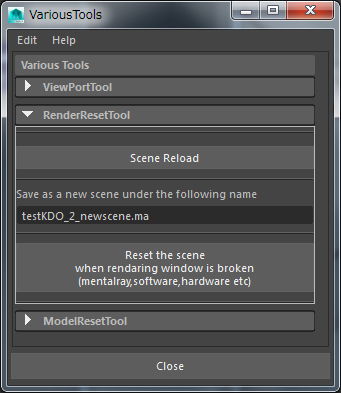 VariousTools
Edit Help
Various Tools
ViewPortTool
RenderResetTool
Scene Reload
Save as a new scene under the following name
testKDO_2_newscene.ma
Reset the scene
when rendaring window is broken
(mentalray,software,hardware etc)
ModelResetTool
Close